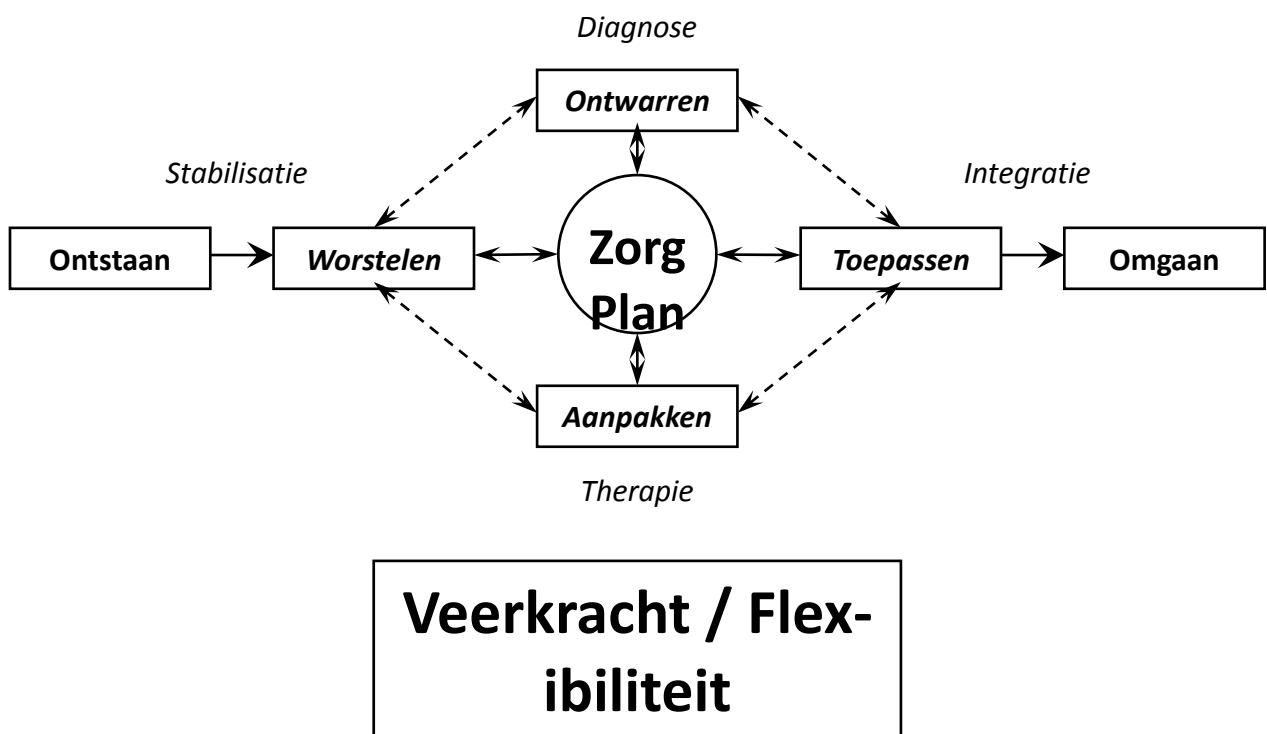 Diagnose
Ontwarren
Stabilisatie
Integratie
Ontstaan
Worstelen
Zorg
Plan
Toepassen
Omgaan
Aanpakken
Therapie
Veerkracht / Flex-
ibiliteit